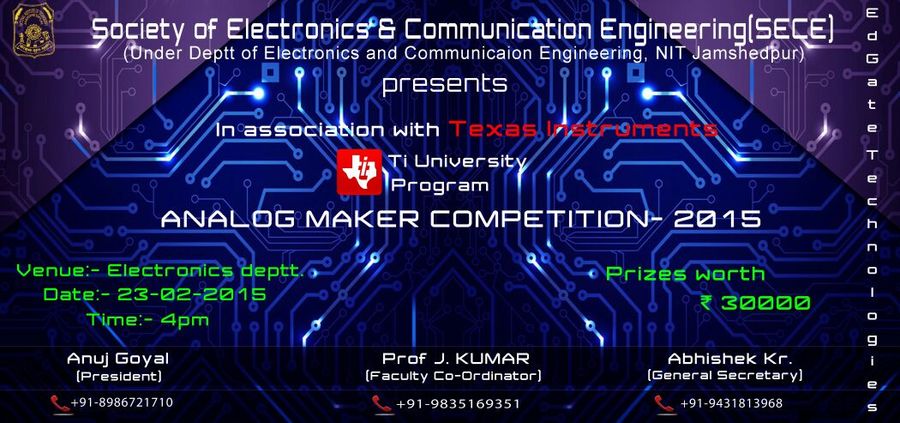 Society of Electronics & Communication Engineering(SECE)
(Under Deptt of Electronics and Communicaion Engineering, NIT Jamshedpur)
presents
In association with Texas Instruments
Ti University
Program
ANALOG MAKER COMPETITION- 2015
Venue:- Electronics deptt.
Date:- 23-02-2015
Time:- 4pm
Prizes worth
₹ 30000
Anuj Goyal
(President)
+91-8986721710
Prof J. KUMAR
(Faculty Co-Ordinator)
+91-9835169351
Abhishek Kr.
(General Secretary)
+91-9431813968
EdGate Technologies